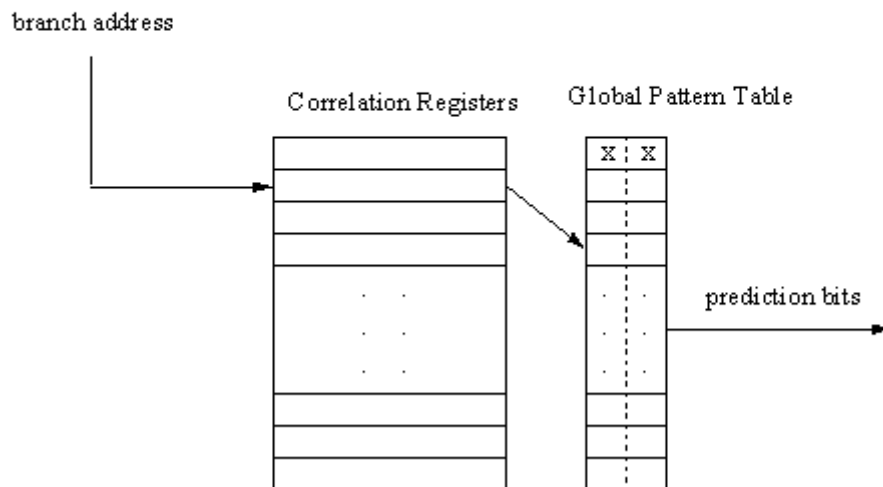 branch address
Correlation Registers
Global Pattern Table
X X
prediction bits